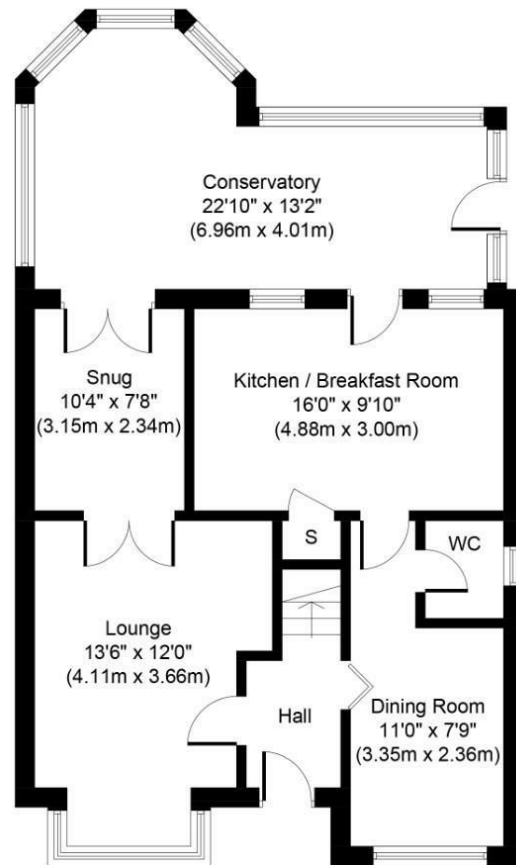 Conservatory
22'10" x 13'2"
(6.96m x 4.01m)
Snug
10'4" x 7'8"
(3.15m x 2.34m)
Kitchen / Breakfast Room
16'0" x 9'10"
(4.88m x 3.00m)
S
WC
Lounge
13'6" x 12'0"
(4.11m x 3.66m)
Hall
Dining Room
11'0" x 7'9"
(3.35m x 2.36m)